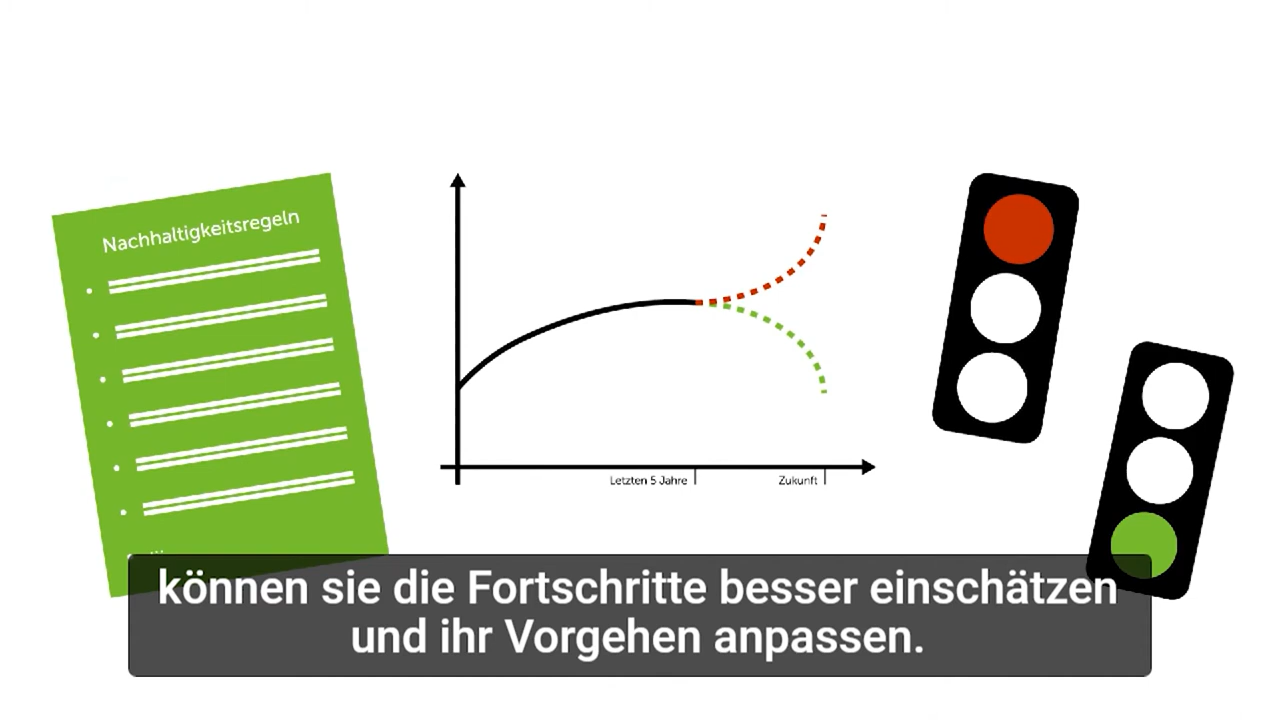 Nachhaltigkeitsregeln
Letzten 5 Jahre
Zukunft
können sie die Fortschritte besser einschätzen
und ihr Vorgehen anpassen.